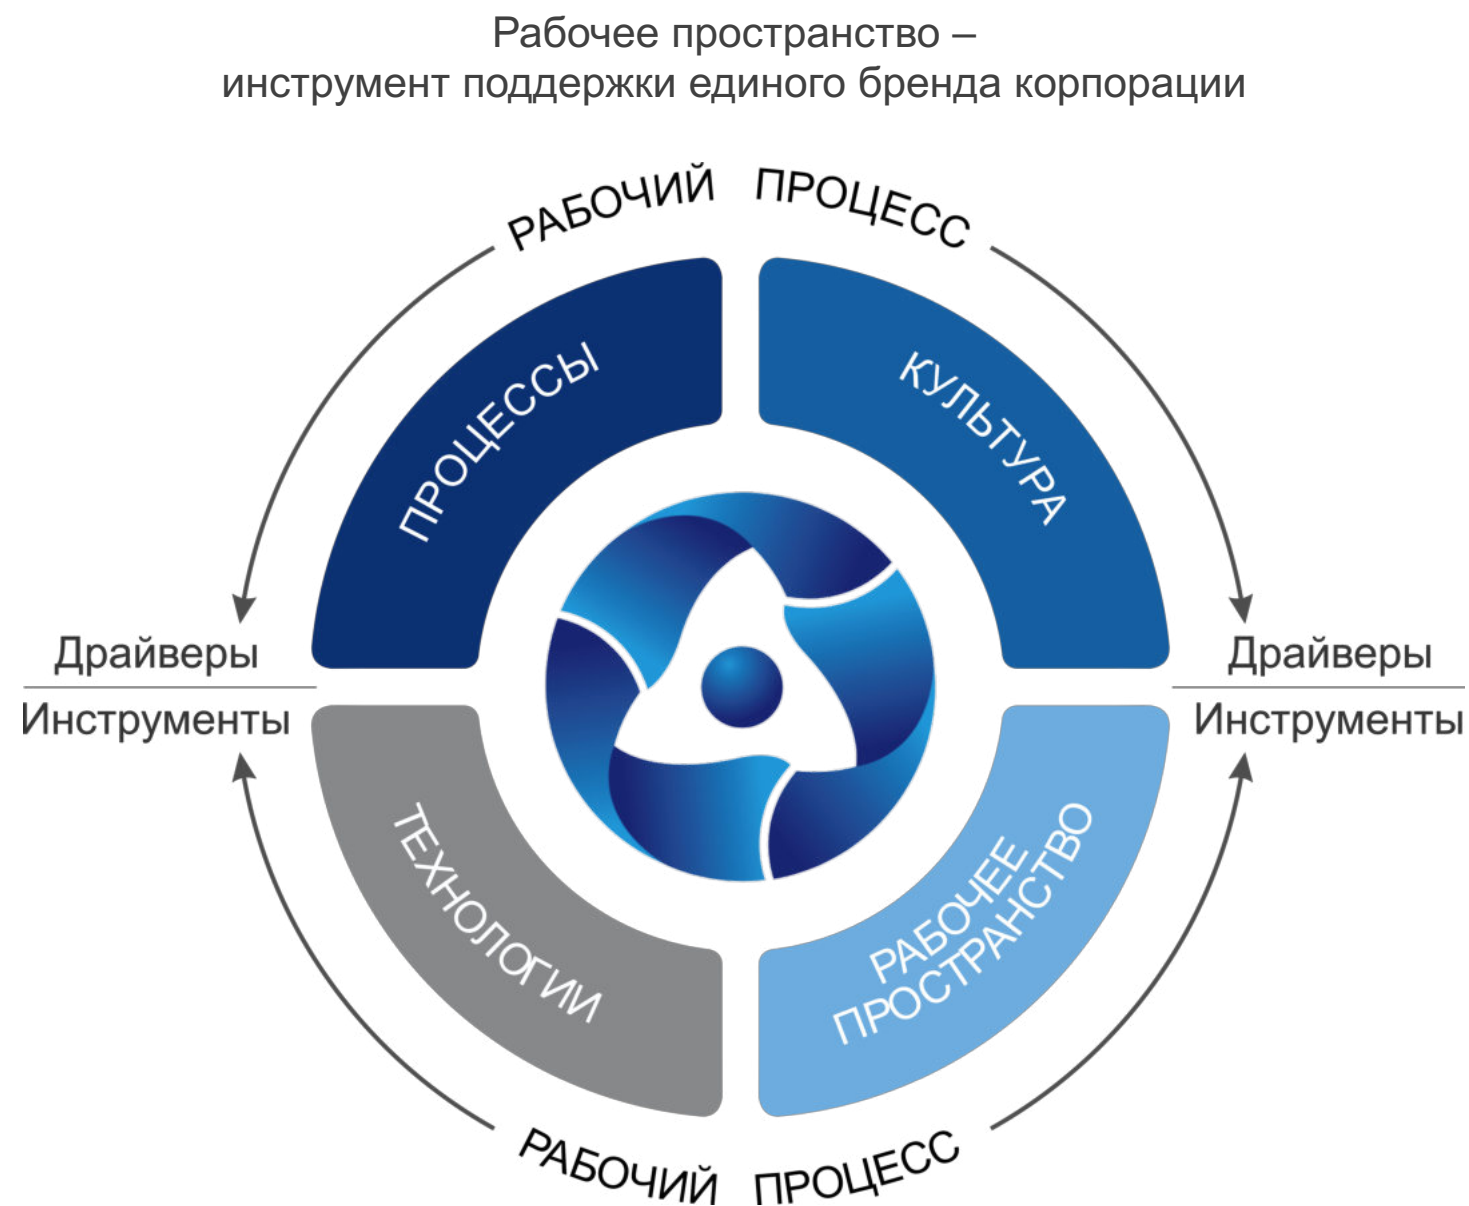 Рабочее пространство –
инструмент поддержки единого бренда корпорации
РАБОЧИЙ ПРОЦЕСС
ПРОЦЕССЫ
КУЛЬТУРА
Драйверы
Инструменты
Драйверы
Инструменты
ТЕХНОЛОГИИ
РАБОЧЕЕ
ПРОСТРАНСТВО
РАБОЧИЙ ПРОЦЕСС